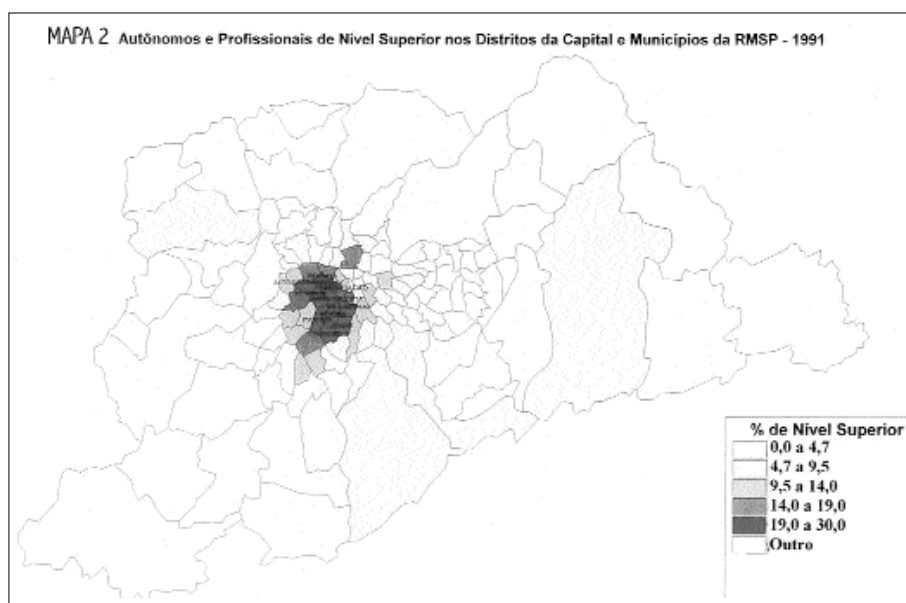 MAPA 2 Autônomos e Profissionais de Nivel Superior nos Distritos da Capital e Municípios da RMSP - 1991
% de Nível Superior
0,0 a 4,7
4,7 a 9,5
9,5 a 14,0
14,0 a 19,0
19,0 a 30,0
Outro